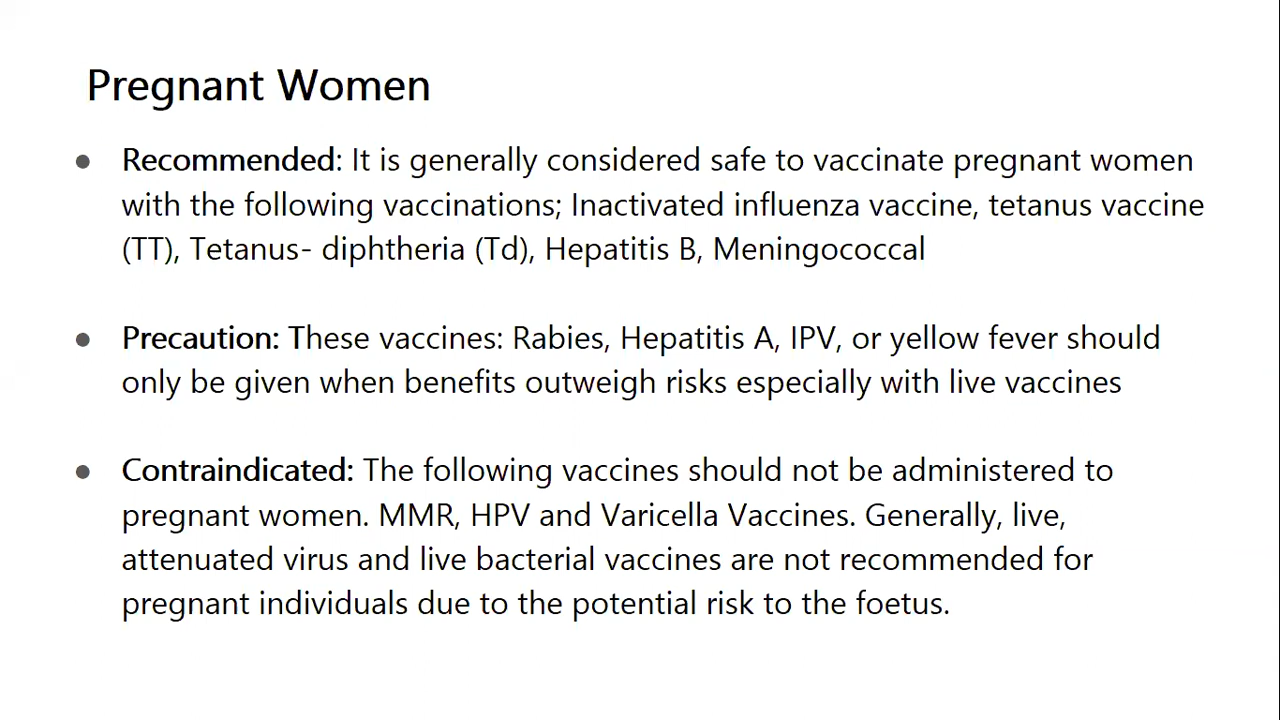 Pregnant Women
● Recommended: It is generally considered safe to vaccinate pregnant women
with the following vaccinations; Inactivated influenza vaccine, tetanus vaccine
(TT), Tetanus- diphtheria (Td), Hepatitis B, Meningococcal
● Precaution: These vaccines: Rabies, Hepatitis A, IPV, or yellow fever should
only be given when benefits outweigh risks especially with live vaccines
● Contraindicated: The following vaccines should not be administered to
pregnant women. MMR, HPV and Varicella Vaccines. Generally, live,
attenuated virus and live bacterial vaccines are not recommended for
pregnant individuals due to the potential risk to the foetus.